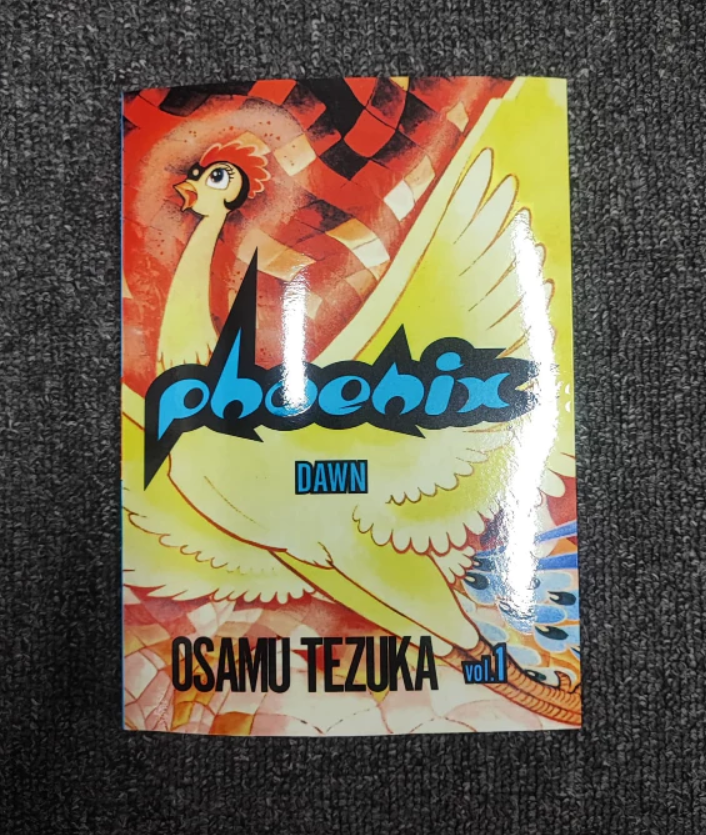 phoenix
DAWN
OSAMU TEZUKA
vol.1